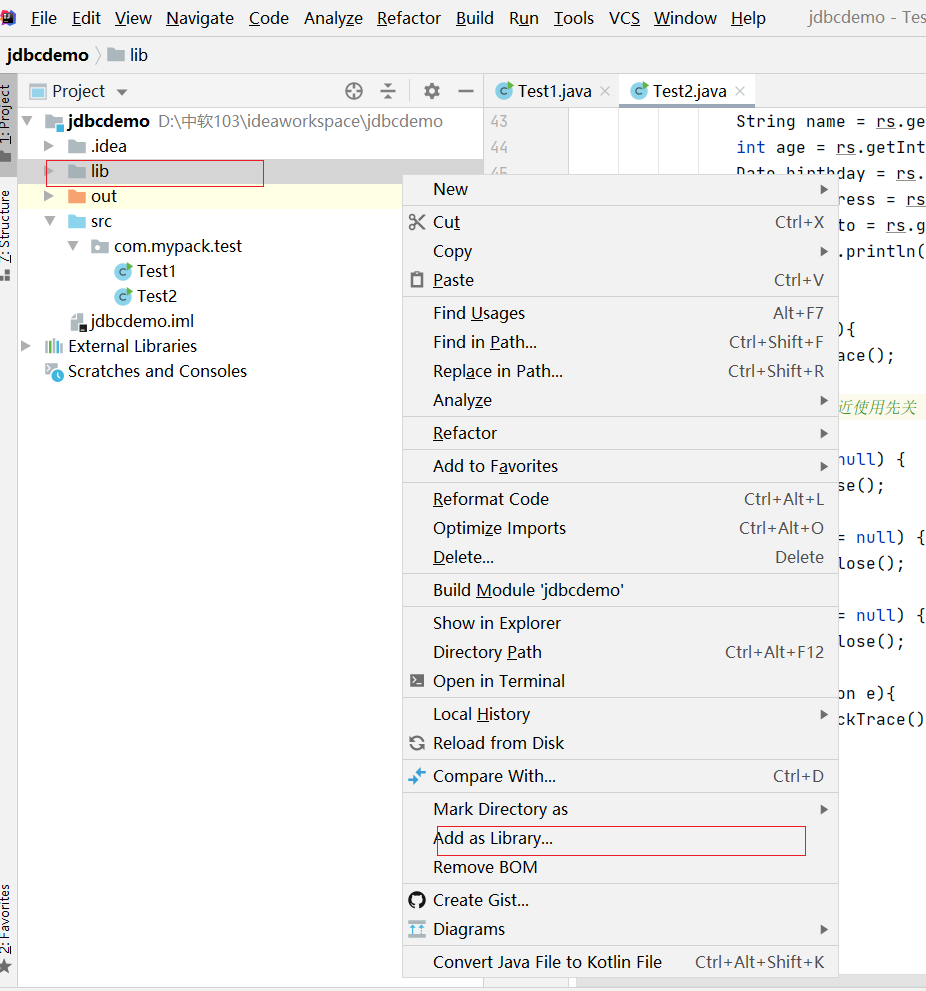 File Edit View Navigate Code Analyze Refactor Build Run Tools VCS Window Help jdbcdemo - Tes
jdbcdemo lib
1: Project
Project
Test1.java
Test2.java
jdbcdemo D:\中软103\ideaworkspace\jdbcdemo
.idea
lib
out
src
com.mypack.test
Test1
Test2
jdbcdemo.iml
External Libraries
Scratches and Consoles
7: Structure
2: Favorites
43 String name = rs.ge
44 int age = rs.getInt
45 Date birthday = rs.
ress = rs
to = rs.g
.println(
){
ace();
近使用先关
null) {
se();
= null) {
lose();
= null) {
lose();
on e){
ckTrace()
New
Cut Ctrl+X
Copy
Paste Ctrl+V
Find Usages Alt+F7
Find in Path... Ctrl+Shift+F
Replace in Path... Ctrl+Shift+R
Analyze
Refactor
Add to Favorites
Reformat Code Ctrl+Alt+L
Optimize Imports Ctrl+Alt+O
Delete... Delete
Build Module 'jdbcdemo'
Show in Explorer
Directory Path Ctrl+Alt+F12
Open in Terminal
Local History
Reload from Disk
Compare With... Ctrl+D
Mark Directory as
Add as Library...
Remove BOM
Create Gist...
Diagrams
Convert Java File to Kotlin File Ctrl+Alt+Shift+K